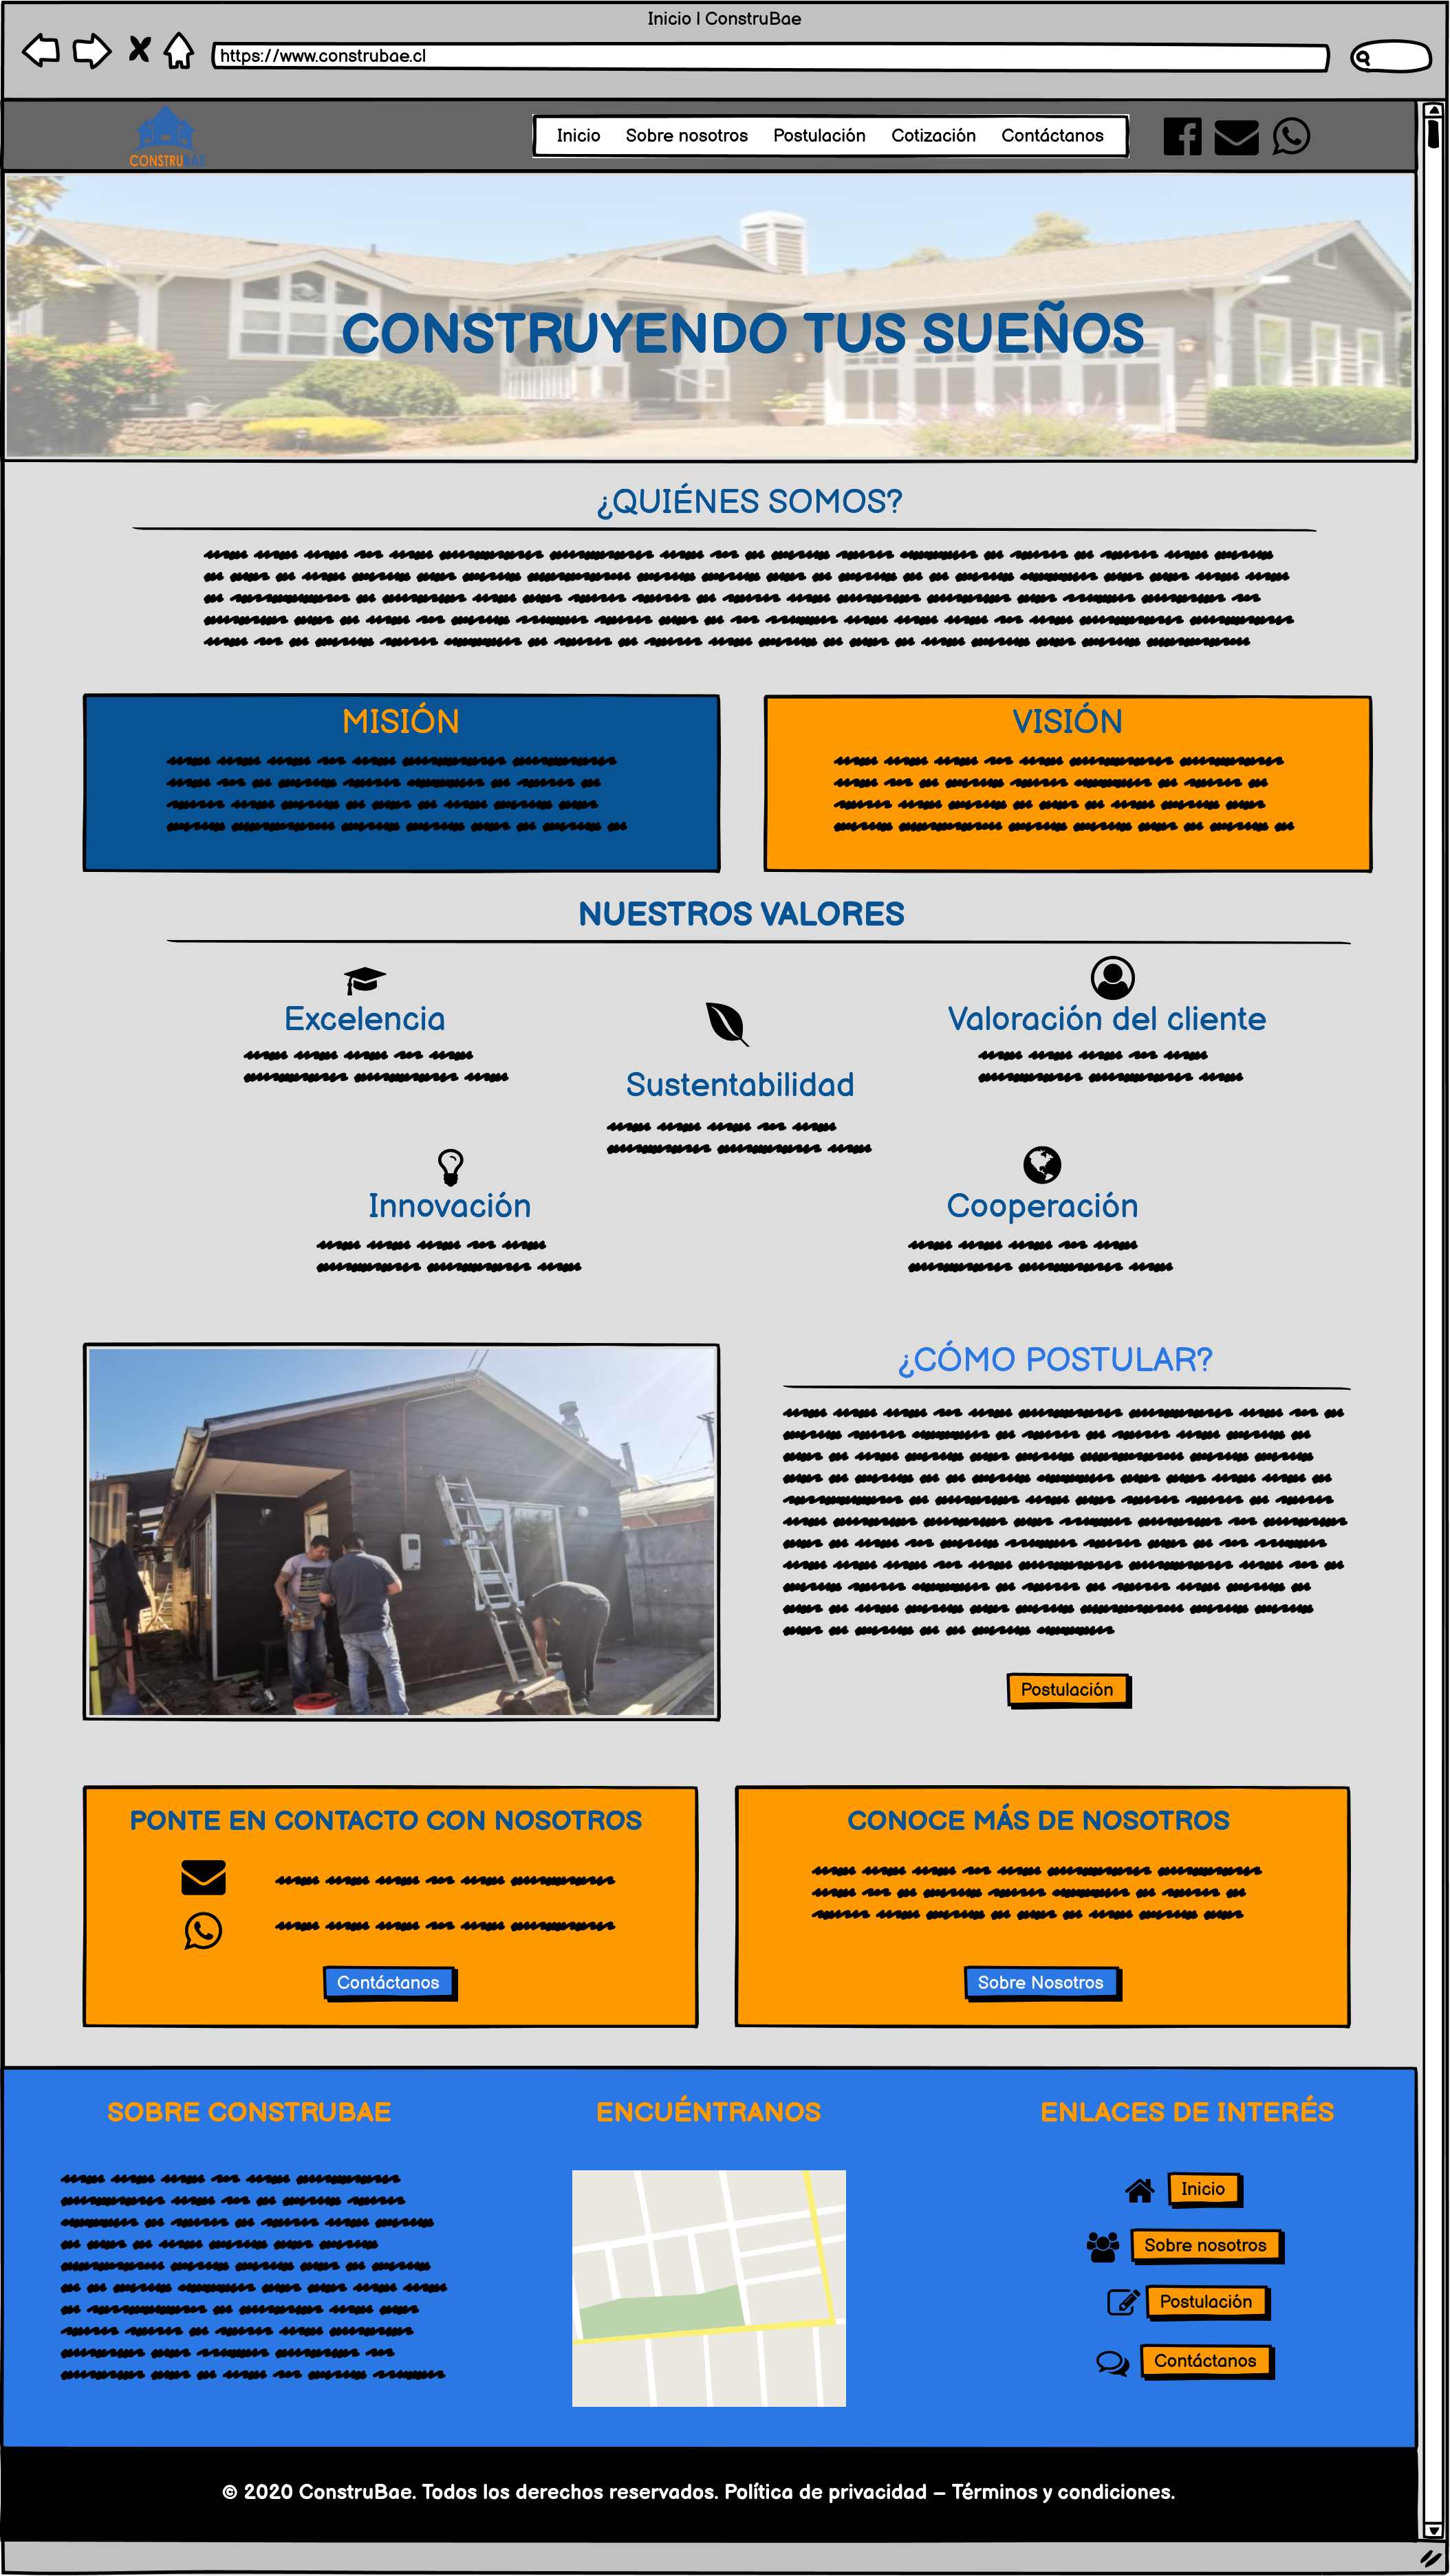 Inicio | ConstruBae
https://www.construbae.cl
CONSTRUBAE
Inicio Sobre nosotros Postulación Cotización Contáctanos
CONSTRUYENDO TUS SUEÑOS
¿QUIÉNES SOMOS?
MISIÓN
VISIÓN
NUESTROS VALORES
Excelencia
Valoración del cliente
Sustentabilidad
Innovación
Cooperación
¿CÓMO POSTULAR?
Postulación
PONTE EN CONTACTO CON NOSOTROS
Contáctanos
CONOCE MÁS DE NOSOTROS
Sobre Nosotros
SOBRE CONSTRUBAE
ENCUÉNTRANOS
ENLACES DE INTERÉS
Inicio
Sobre nosotros
Postulación
Contáctanos
© 2020 ConstruBae. Todos los derechos reservados. Política de privacidad – Términos y condiciones.